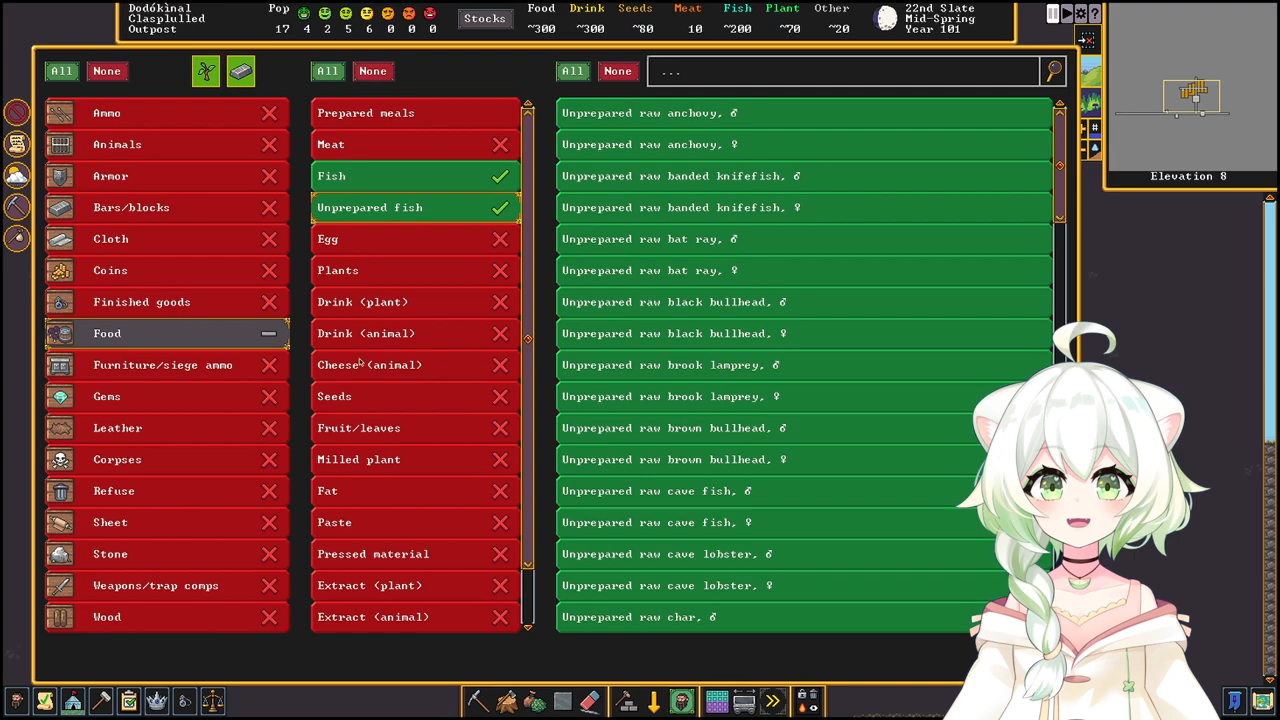 Dodókinal
Clasplulled
Outpost
Pop
17 4 2 5 6 0 0 0
Stocks
Food Drink Seeds Meat Fish Plant Other
~300 ~300 ~80 10 ~200 ~70 ~20
22nd Slate
Mid-Spring
Year 101
Elevation 8
All None
All None
All None ...
Ammo
Animals
Armor
Bars/blocks
Cloth
Coins
Finished goods
Food
Furniture/siege ammo
Gems
Leather
Corpses
Refuse
Sheet
Stone
Weapons/trap comps
Wood
Prepared meals
Meat
Fish
Unprepared fish
Egg
Plants
Drink (plant)
Drink (animal)
Cheese (animal)
Seeds
Fruit/leaves
Milled plant
Fat
Paste
Pressed material
Extract (plant)
Extract (animal)
Unprepared raw anchovy, ♂
Unprepared raw anchovy, ♀
Unprepared raw banded knifefish, ♂
Unprepared raw banded knifefish, ♀
Unprepared raw bat ray, ♂
Unprepared raw bat ray, ♀
Unprepared raw black bullhead, ♂
Unprepared raw black bullhead, ♀
Unprepared raw brook lamprey, ♂
Unprepared raw brook lamprey, ♀
Unprepared raw brown bullhead, ♂
Unprepared raw brown bullhead, ♀
Unprepared raw cave fish, ♂
Unprepared raw cave fish, ♀
Unprepared raw cave lobster, ♂
Unprepared raw cave lobster, ♀
Unprepared raw char, ♂